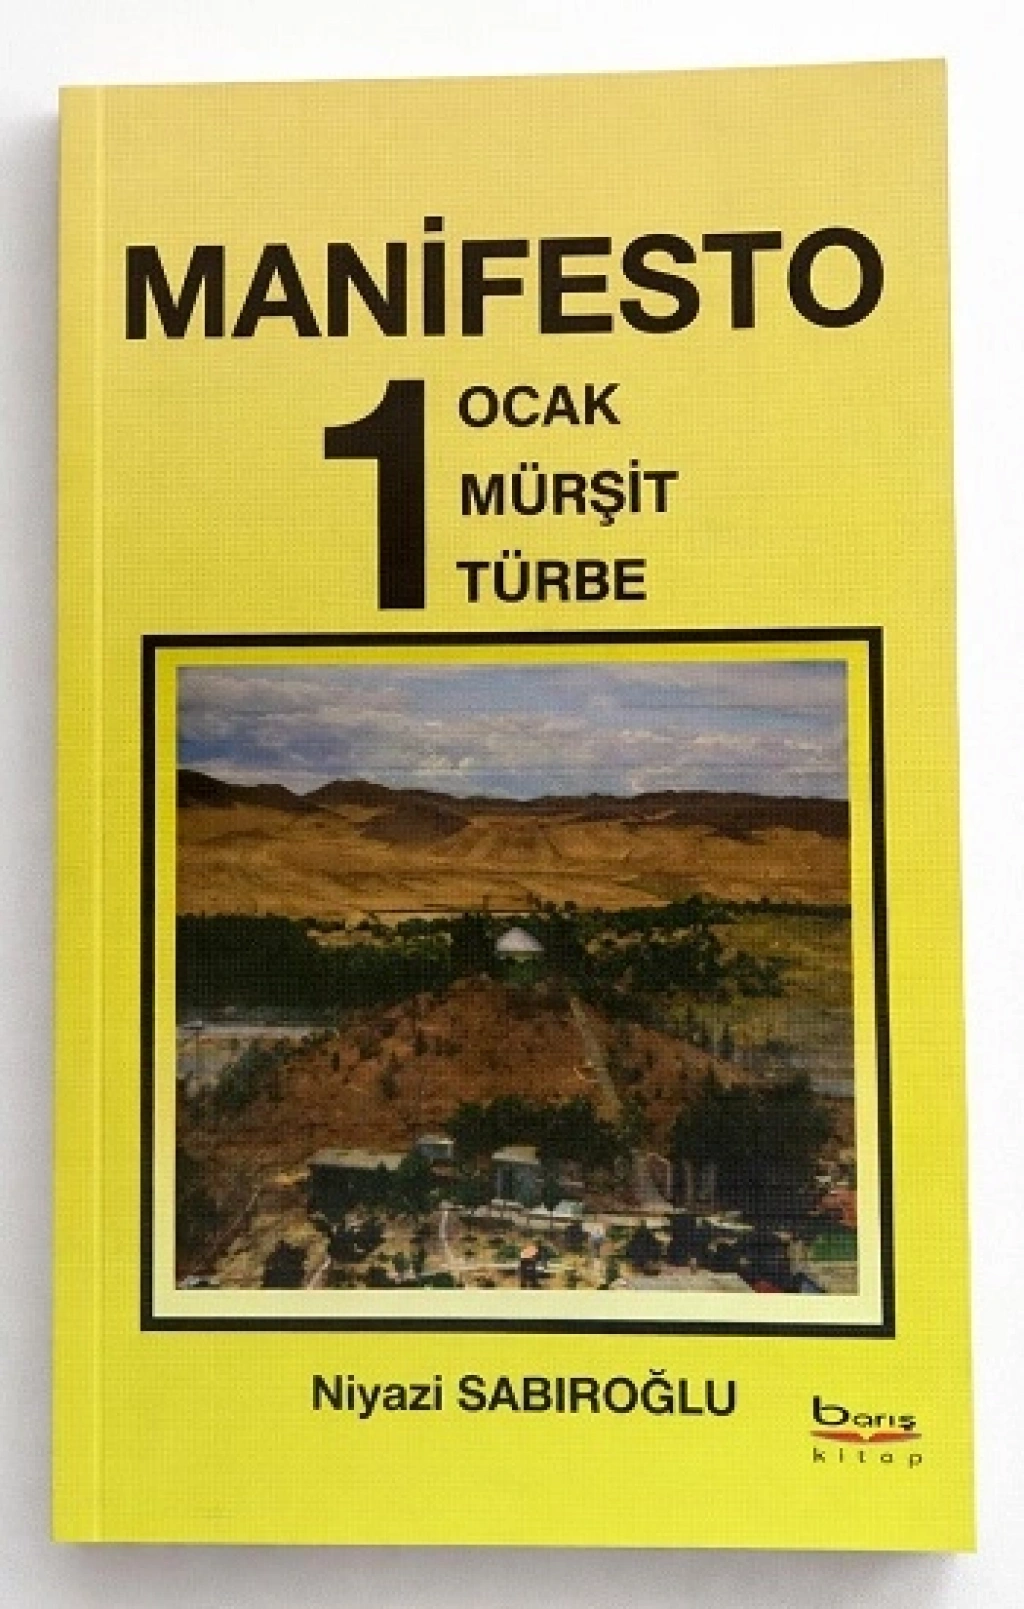 MANİFESTO
1
OCAK
MÜRŞİT
TÜRBE
Niyazi SABIROĞLU
barış
kitap